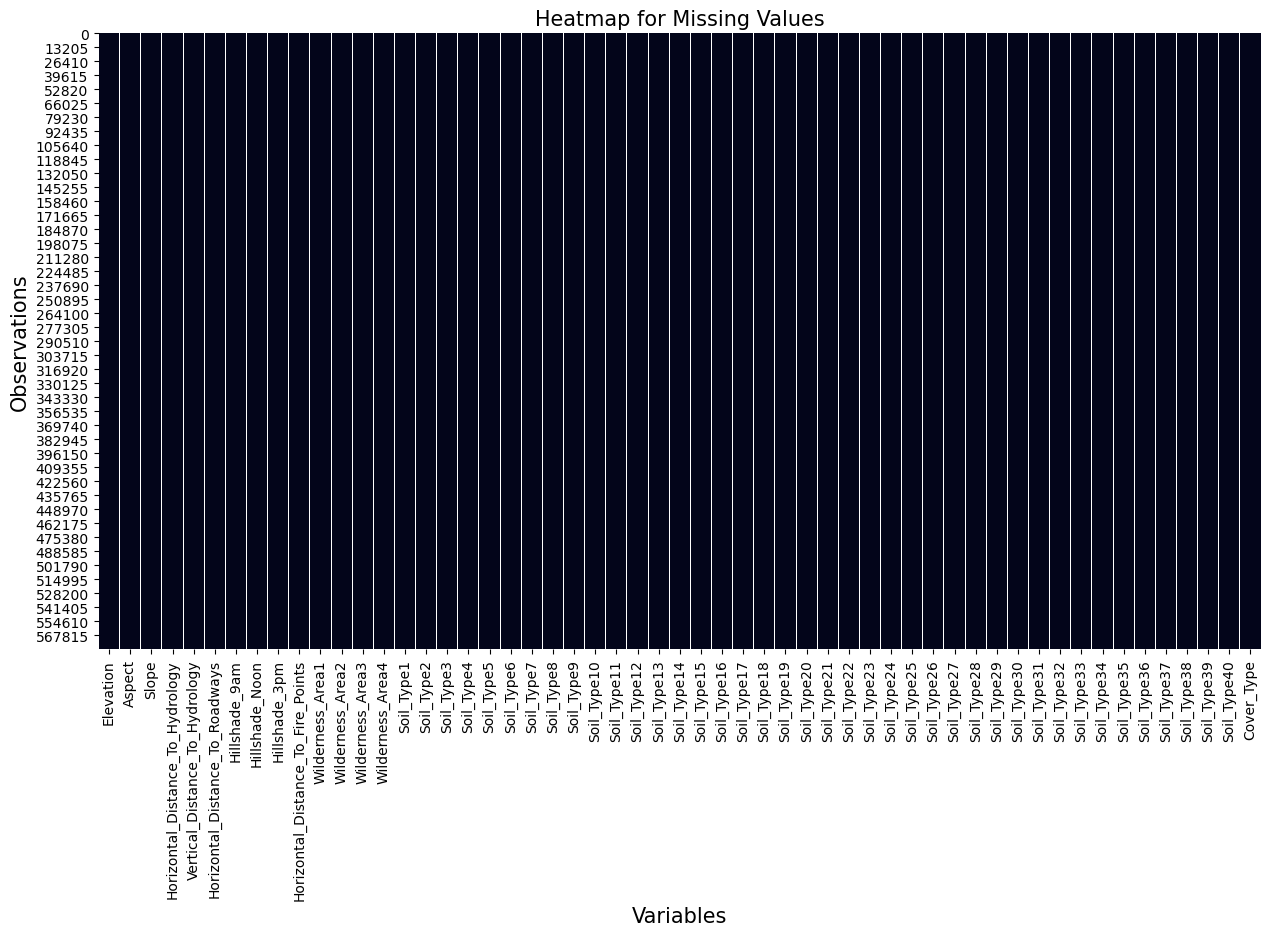 Heatmap for Missing Values
0
13205
26410
39615
52820
66025
79230
92435
105640
118845
132050
145255
158460
171665
184870
198075
211280
224485
237690
250895
264100
277305
290510
303715
316920
330125
343330
356535
369740
382945
396150
409355
422560
435765
448970
462175
475380
488585
501790
514995
528200
541405
554610
567815
Observations
Elevation
Aspect
Slope
Horizontal_Distance_To_Hydrology
Vertical_Distance_To_Hydrology
Horizontal_Distance_To_Roadways
Hillshade_9am
Hillshade_Noon
Hillshade_3pm
Horizontal_Distance_To_Fire_Points
Wilderness_Area1
Wilderness_Area2
Wilderness_Area3
Wilderness_Area4
Soil_Type1
Soil_Type2
Soil_Type3
Soil_Type4
Soil_Type5
Soil_Type6
Soil_Type7
Soil_Type8
Soil_Type9
Soil_Type10
Soil_Type11
Soil_Type12
Soil_Type13
Soil_Type14
Soil_Type15
Soil_Type16
Soil_Type17
Soil_Type18
Soil_Type19
Soil_Type20
Soil_Type21
Soil_Type22
Soil_Type23
Soil_Type24
Soil_Type25
Soil_Type26
Soil_Type27
Soil_Type28
Soil_Type29
Soil_Type30
Soil_Type31
Soil_Type32
Soil_Type33
Soil_Type34
Soil_Type35
Soil_Type36
Soil_Type37
Soil_Type38
Soil_Type39
Soil_Type40
Cover_Type
Variables